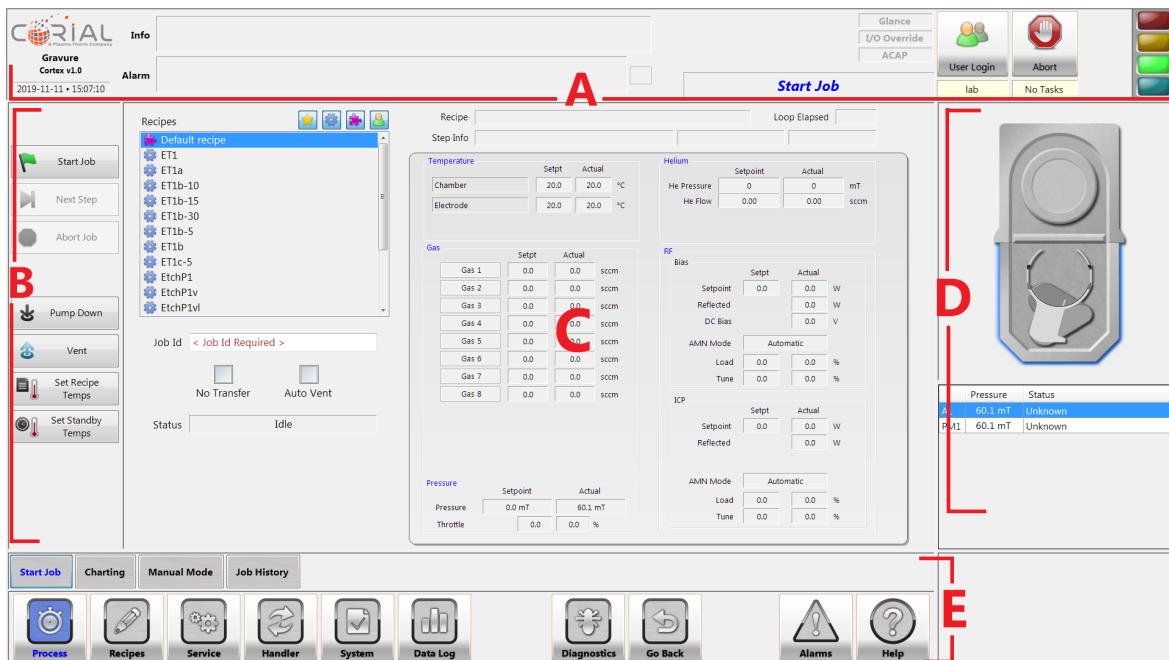 CORIAL
A Plasma-Therm Company
Gravure
Cortex v1.0
2019-11-11 • 15:07:10
Info
Alarm
A
Glance
I/O Override
ACAP
Start Job
User Login
Abort
lab
No Tasks
B
Start Job
Next Step
Abort Job
Pump Down
Vent
Set Recipe
Temps
Set Standby
Temps
Recipes
Default recipe
ET1
ET1a
ET1b-10
ET1b-15
ET1b-30
ET1b-5
ET1b
ET1c-5
EtchP1
EtchP1v
EtchP1vl
Job Id < Job Id Required >
No Transfer Auto Vent
Status Idle
Recipe Loop Elapsed
Step Info
C
Temperature
Setpt Actual
Chamber 20.0 20.0 °C
Electrode 20.0 20.0 °C
Gas
Setpt Actual
Gas 1 0.0 0.0 sccm
Gas 2 0.0 0.0 sccm
Gas 3 0.0 0.0 sccm
Gas 4 0.0 0.0 sccm
Gas 5 0.0 0.0 sccm
Gas 6 0.0 0.0 sccm
Gas 7 0.0 0.0 sccm
Gas 8 0.0 0.0 sccm
Pressure
Setpoint Actual
Pressure 0.0 mT 60.1 mT
Throttle 0.0 0.0 %
Helium
Setpoint Actual
He Pressure 0 0 mT
He Flow 0.00 0.00 sccm
RF
Bias
Setpt Actual
Setpoint 0.0 0.0 W
Reflected 0.0 W
DC Bias 0.0 V
AMN Mode Automatic
Load 0.0 0.0 %
Tune 0.0 0.0 %
ICP
Setpt Actual
Setpoint 0.0 0.0 W
Reflected 0.0 W
AMN Mode Automatic
Load 0.0 0.0 %
Tune 0.0 0.0 %
D
Pressure Status
60.1 mT Unknown
PM1 60.1 mT Unknown
Start Job Charting Manual Mode Job History
E
Process Recipes Service Handler System Data Log Diagnostics Go Back Alarms Help